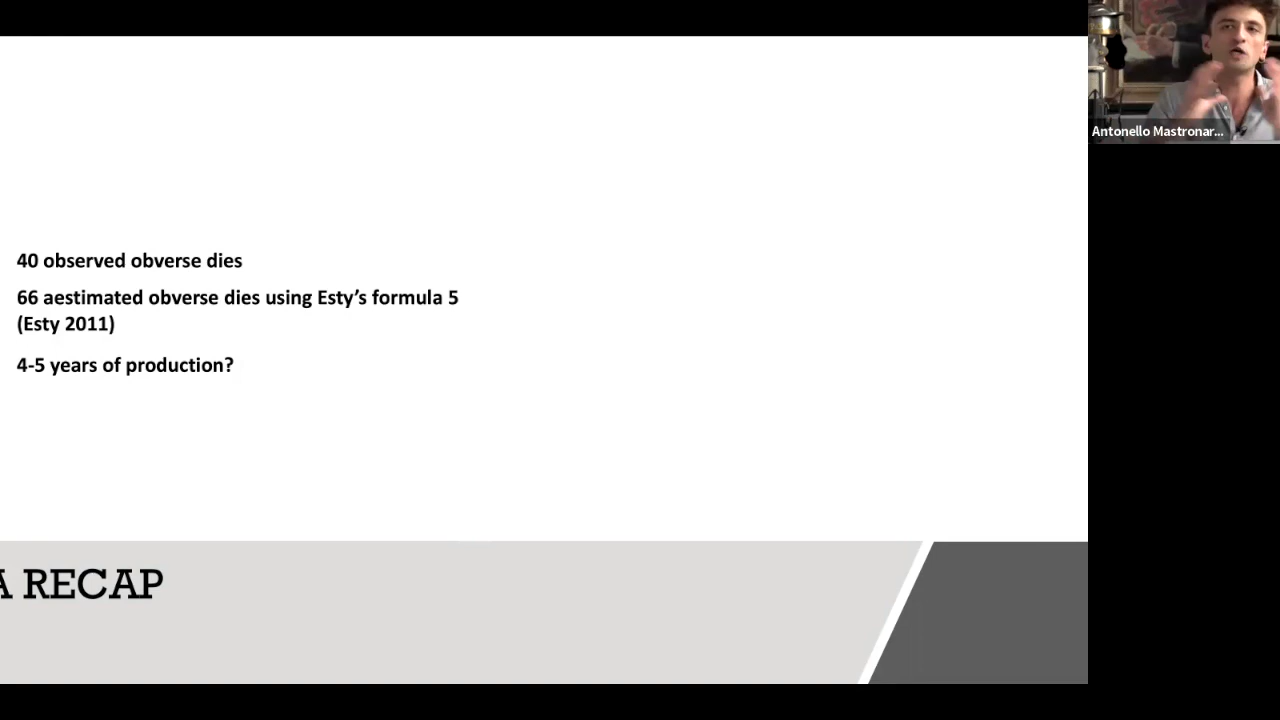 Antonello Mastronar...
40 observed obverse dies
66 aestimated obverse dies using Esty’s formula 5
(Esty 2011)
4-5 years of production?
A RECAP